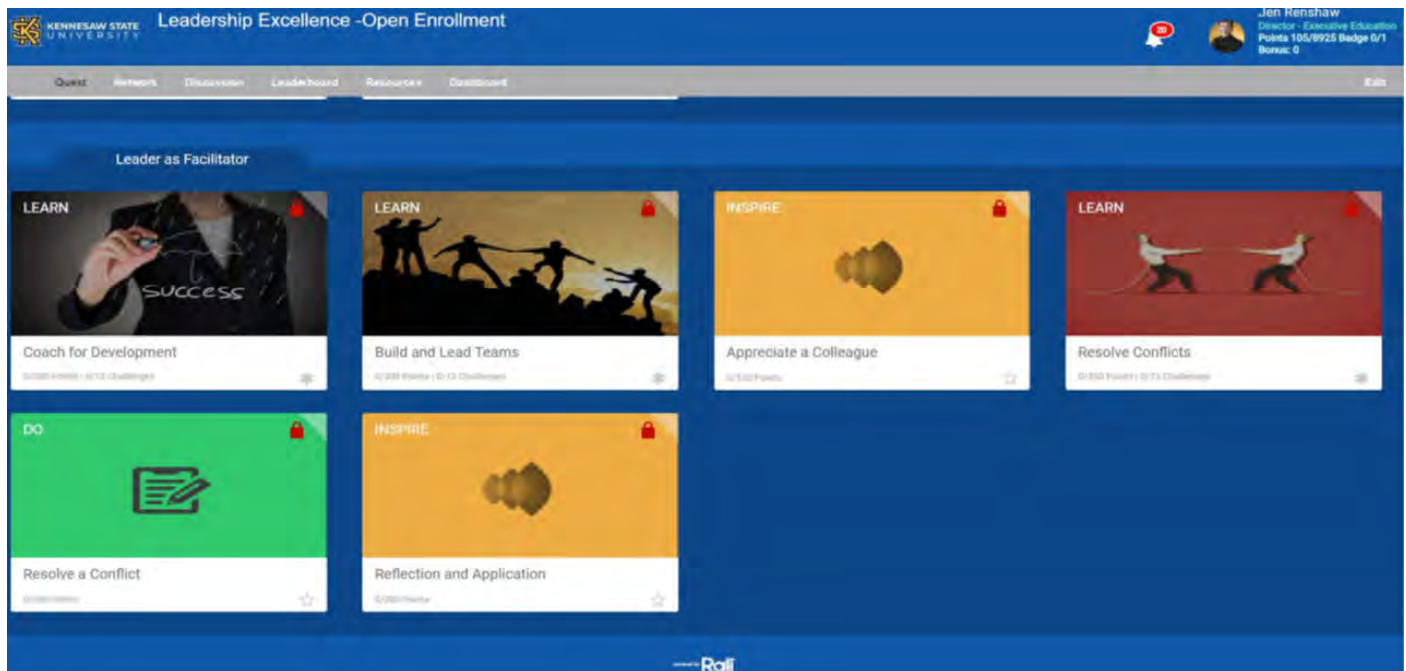 KENNESAW STATE
UNIVERSITY
Leadership Excellence -Open Enrollment
20
Jen Renshaw
Director - Executive Education
Points 105/8925 Badge 0/1
Bonus: 0
Quest Network Discussion Leaderboard Resources Dashboard Edit
Leader as Facilitator
LEARN
success
Coach for Development
LEARN
Build and Lead Teams
INSPIRE
Appreciate a Colleague
LEARN
Resolve Conflicts
DO
Resolve a Conflict
INSPIRE
Reflection and Application
Rali